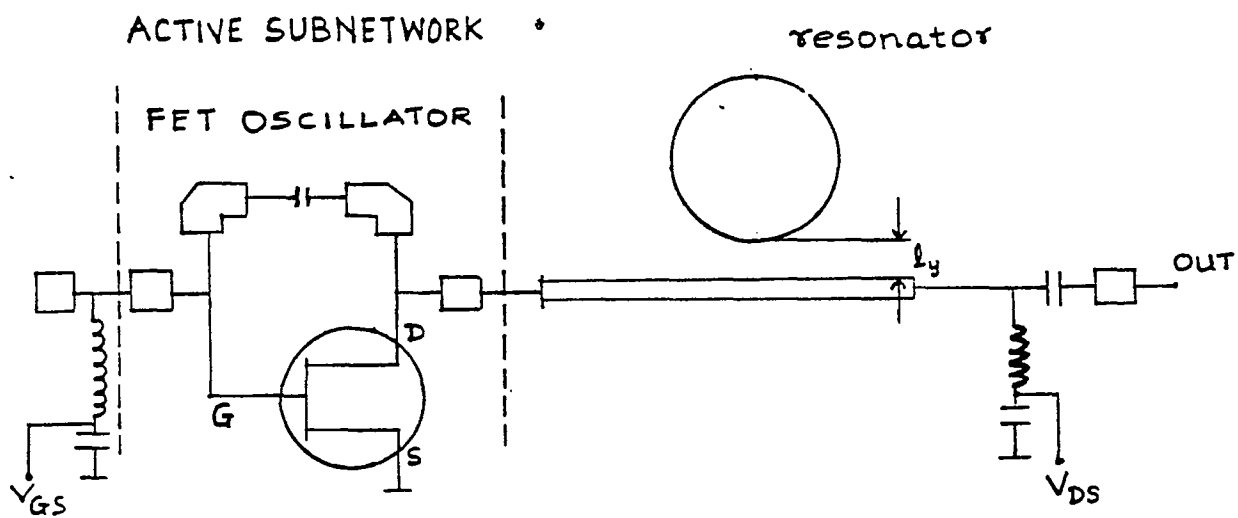 ACTIVE SUBNETWORK
resonator
FET OSCILLATOR
ly
OUT
D
G
S
VGS
VDS